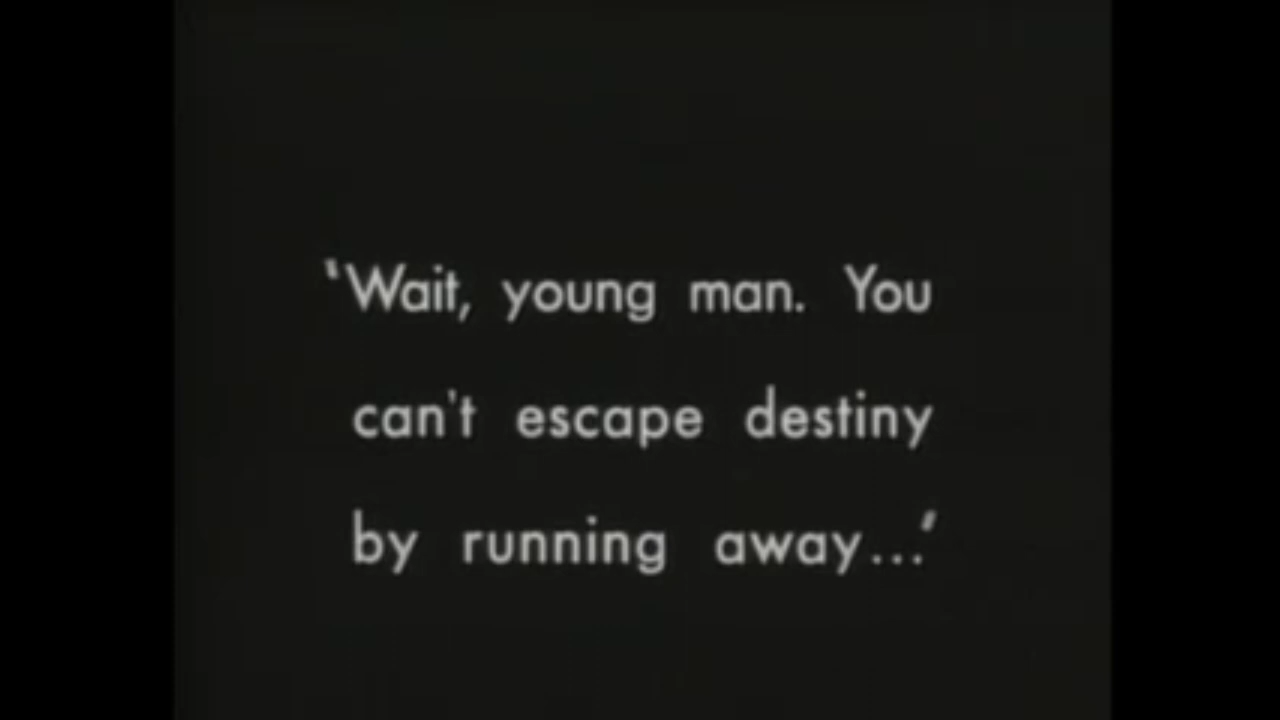 ‘Wait, young man. You
can't escape destiny
by running away...’